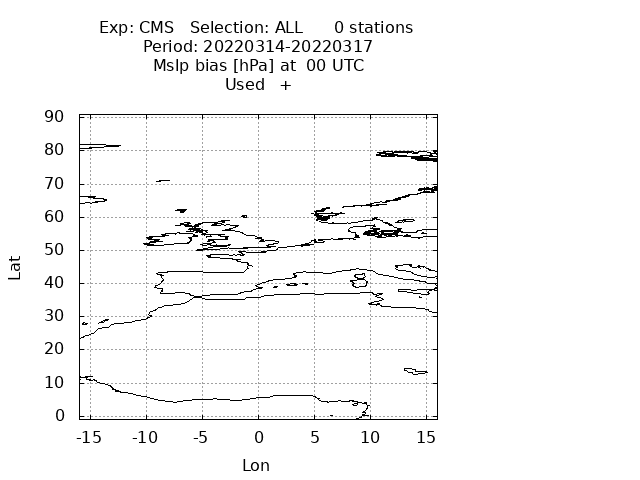 Exp: CMS   Selection: ALL      0 stations
Period: 20220314-20220317
Mslp bias [hPa] at  00 UTC
Used   +
90
80
70
60
50
40
30
20
10
0
Lat
-15 -10 -5 0 5 10 15
Lon